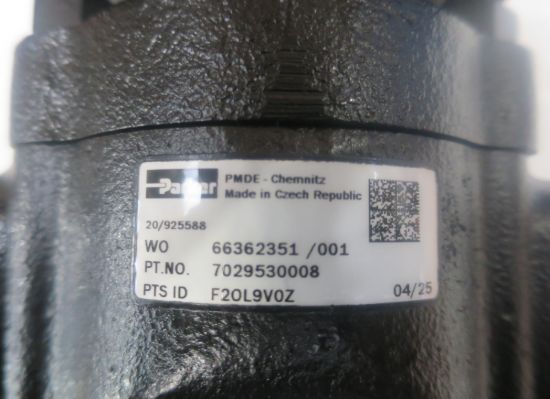 Parker
PMDE - Chemnitz
Made in Czech Republic
20/925588
WO 66362351 /001
PT.NO. 7029530008
PTS ID F20L9V0Z 04/25